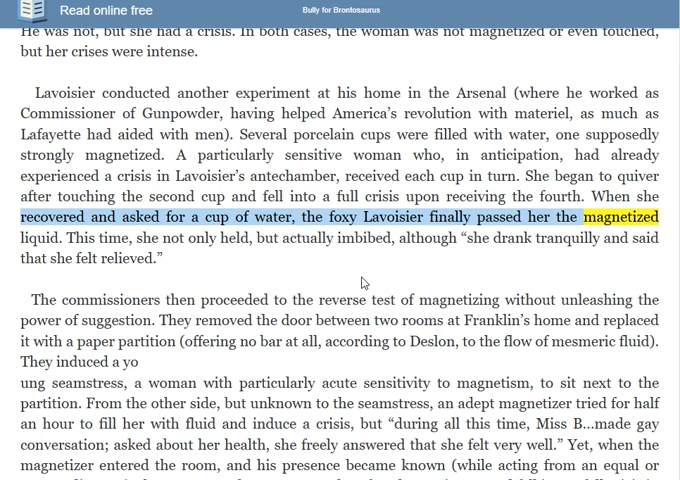 Read online free
Bully for Brontosaurus
He was not, but she had a crisis. In both cases, the woman was not magnetized or even touched,
but her crises were intense.
Lavoisier conducted another experiment at his home in the Arsenal (where he worked as
Commissioner of Gunpowder, having helped America’s revolution with materiel, as much as
Lafayette had aided with men). Several porcelain cups were filled with water, one supposedly
strongly magnetized. A particularly sensitive woman who, in anticipation, had already
experienced a crisis in Lavoisier’s antechamber, received each cup in turn. She began to quiver
after touching the second cup and fell into a full crisis upon receiving the fourth. When she
recovered and asked for a cup of water, the foxy Lavoisier finally passed her the magnetized
liquid. This time, she not only held, but actually imbibed, although “she drank tranquilly and said
that she felt relieved.”
The commissioners then proceeded to the reverse test of magnetizing without unleashing the
power of suggestion. They removed the door between two rooms at Franklin’s home and replaced
it with a paper partition (offering no bar at all, according to Deslon, to the flow of mesmeric fluid).
They induced a yo
ung seamstress, a woman with particularly acute sensitivity to magnetism, to sit next to the
partition. From the other side, but unknown to the seamstress, an adept magnetizer tried for half
an hour to fill her with fluid and induce a crisis, but “during all this time, Miss B...made gay
conversation; asked about her health, she freely answered that she felt very well.” Yet, when the
magnetizer entered the room, and his presence became known (while acting from an equal or